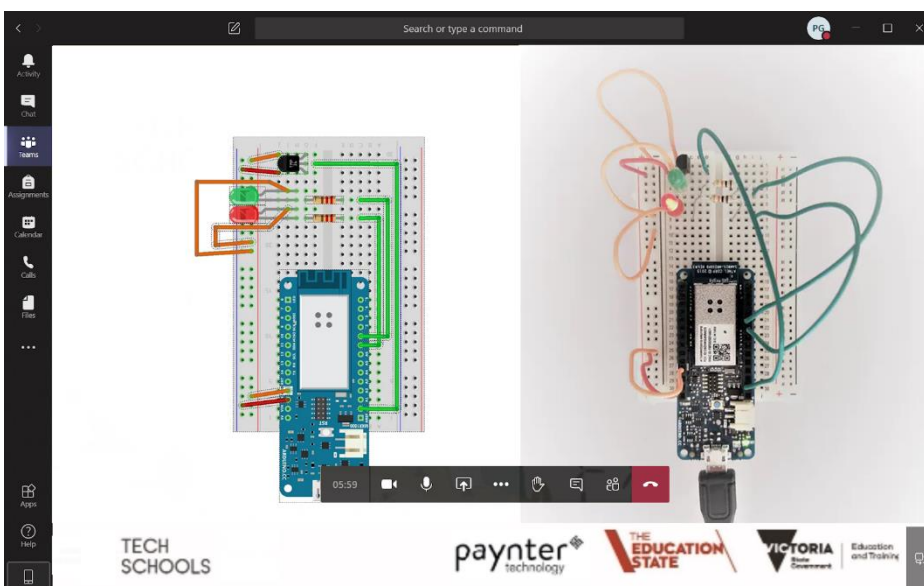 Search or type a command
PG
Activity
Chat
Teams
Assignments
Calendar
Calls
Files
Apps
Help
05:59
TECH
SCHOOLS
paynter
technology
THE
EDUCATION
STATE
VICTORIA
State
Government
Education
and Training